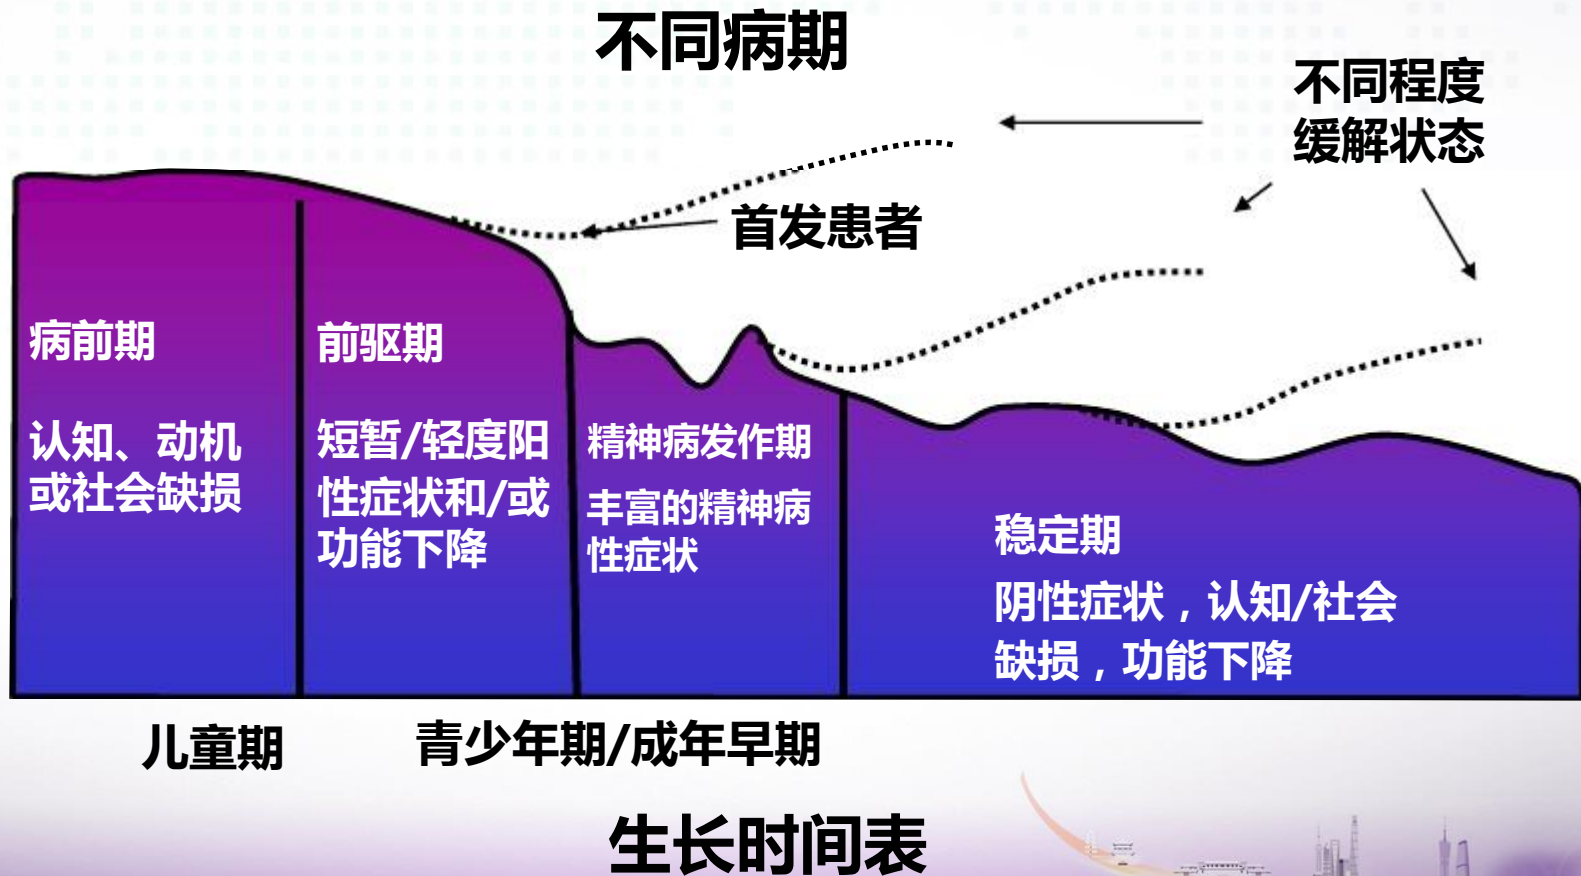 不同病期
不同程度
缓解状态
首发患者
病前期
认知、动机
或社会缺损
前驱期
短暂/轻度阳
性症状和/或
功能下降
精神病发作期
丰富的精神病
性症状
稳定期
阴性症状，认知/社会
缺损，功能下降
儿童期
青少年期/成年早期
生长时间表